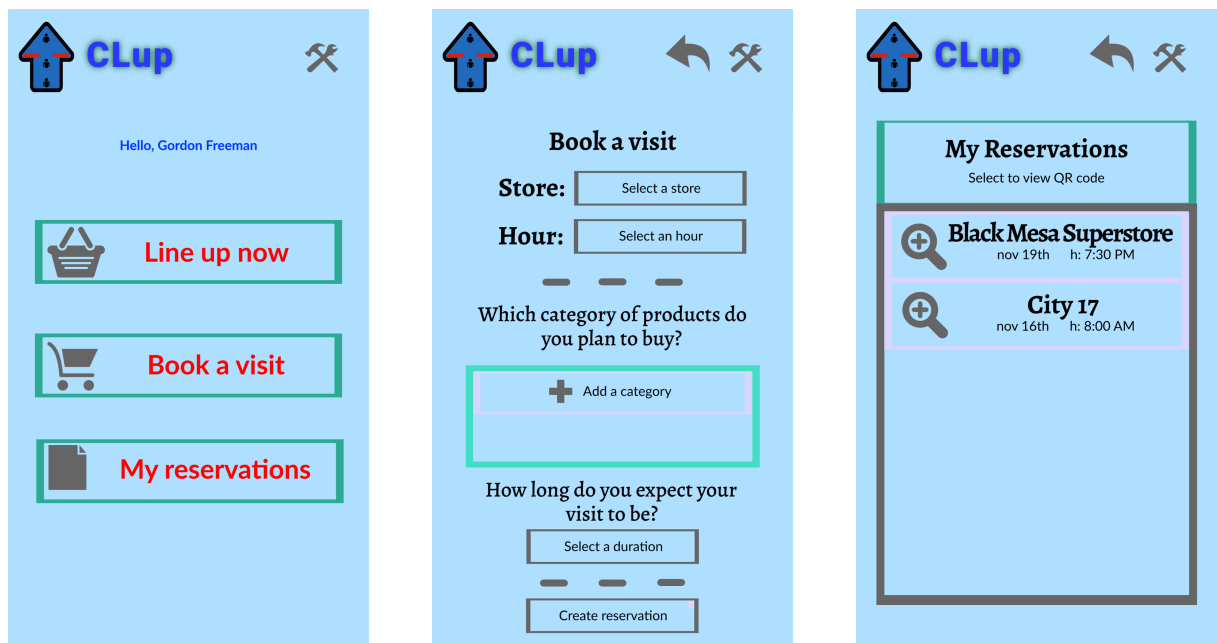 CLup
Hello, Gordon Freeman
Line up now
Book a visit
My reservations
CLup
Book a visit
Store: Select a store
Hour: Select an hour
Which category of products do
you plan to buy?
Add a category
How long do you expect your
visit to be?
Select a duration
Create reservation
CLup
My Reservations
Select to view QR code
Black Mesa Superstore
nov 19th h: 7:30 PM
City 17
nov 16th h: 8:00 AM